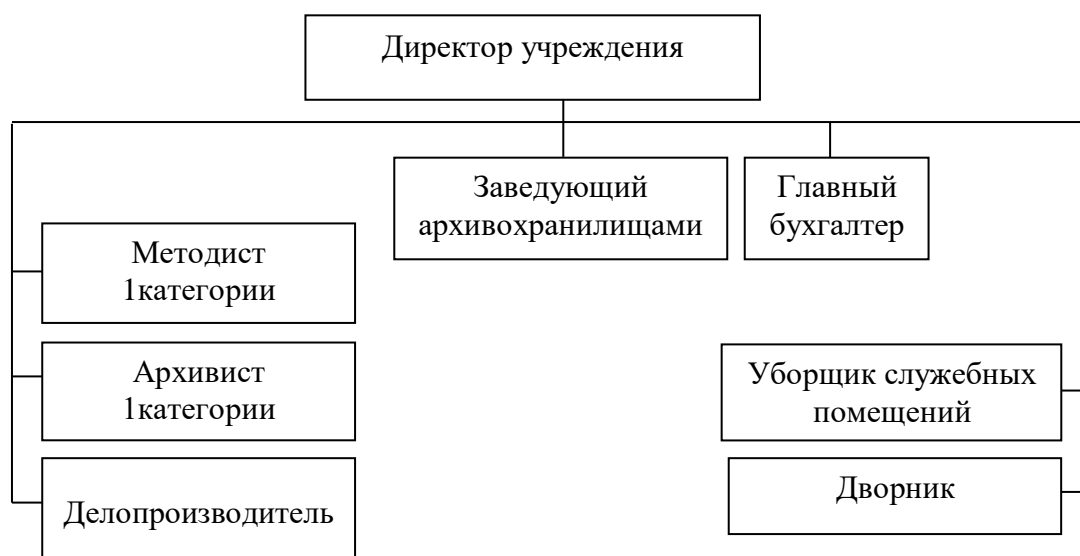 Директор учреждения
Заведующий
архивохранилищами
Главный
бухгалтер
Методист
1категории
Архивист
1категории
Делопроизводитель
Уборщик служебных
помещений
Дворник